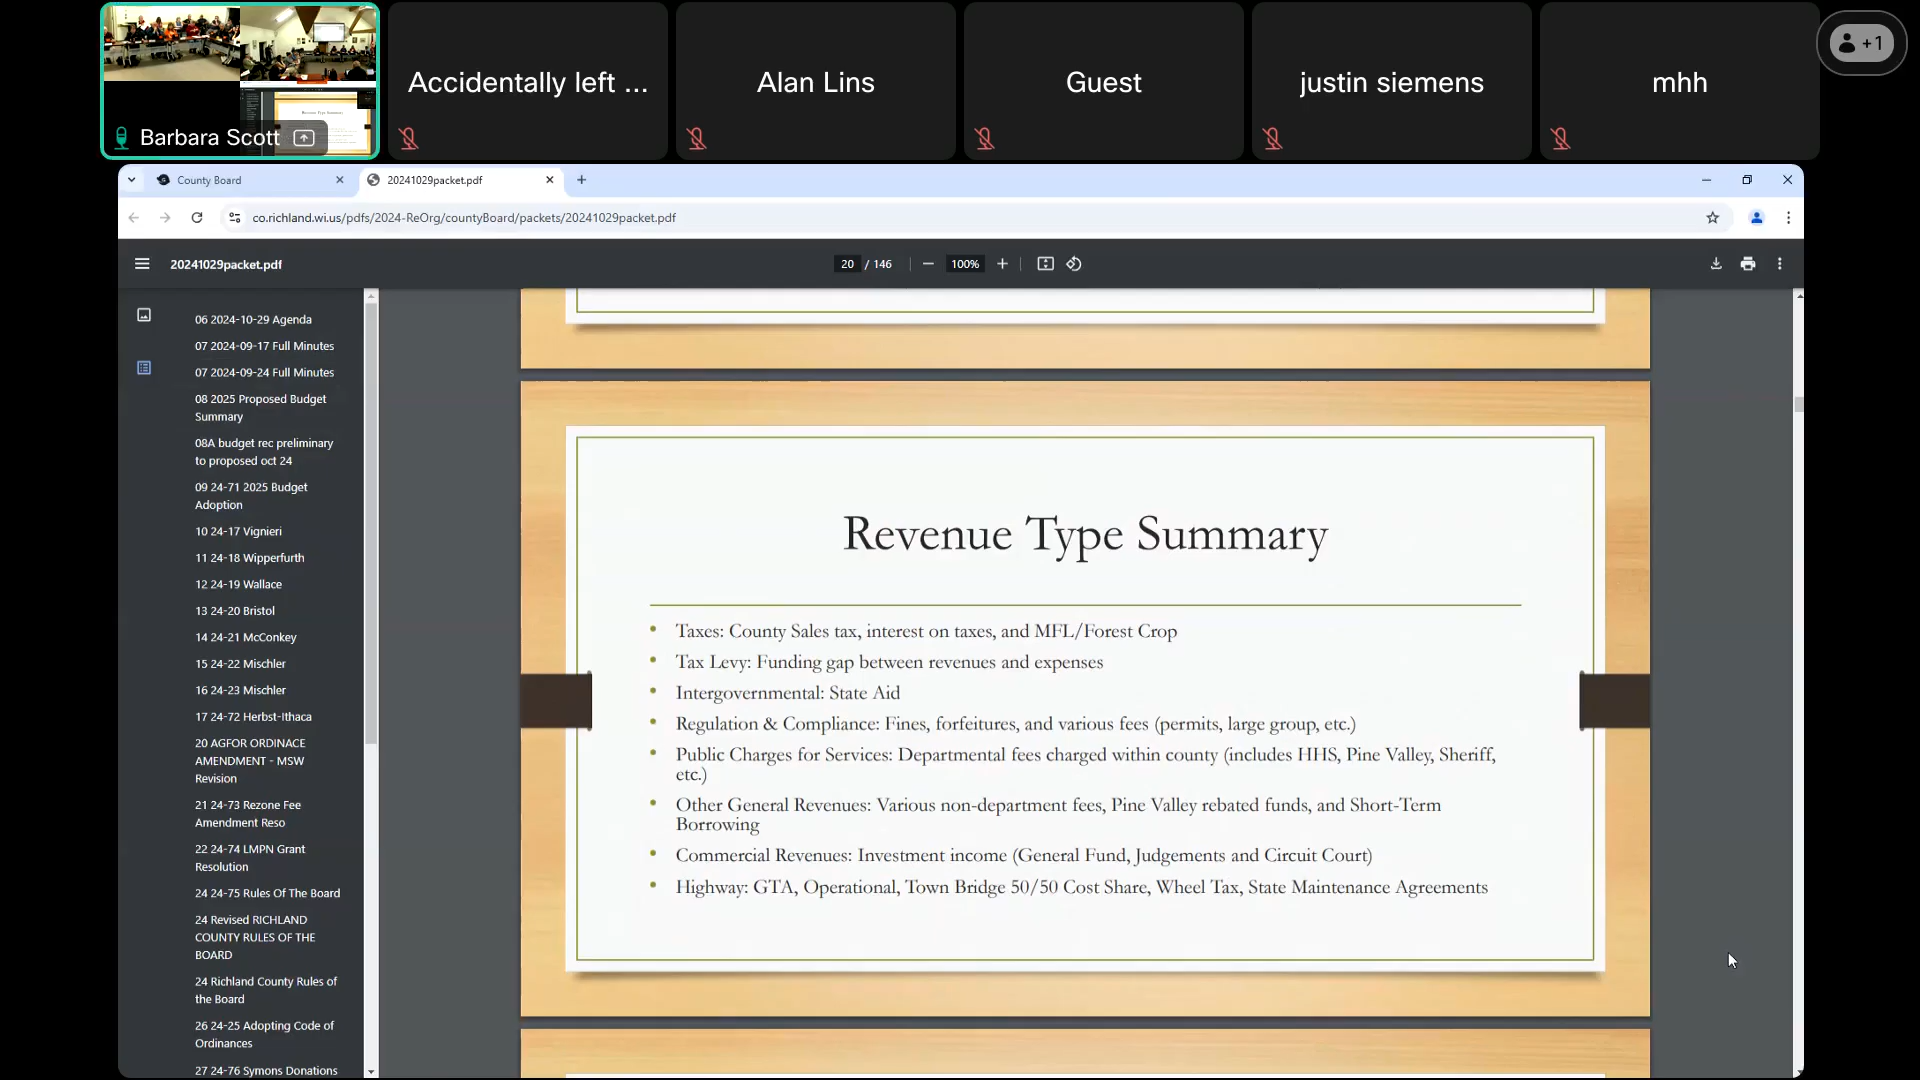 Barbara Scott
Accidentally left ...
Alan Lins
Guest
justin siemens
mhh
+1
County Board
20241029packet.pdf
co.richland.wi.us/pdfs/2024-ReOrg/countyBoard/packets/20241029packet.pdf
20241029packet.pdf
20 / 146
100%
06 2024-10-29 Agenda
07 2024-09-17 Full Minutes
07 2024-09-24 Full Minutes
08 2025 Proposed Budget
Summary
08A budget rec preliminary
to proposed oct 24
09 24-71 2025 Budget
Adoption
10 24-17 Vignieri
11 24-18 Wipperfurth
12 24-19 Wallace
13 24-20 Bristol
14 24-21 McConkey
15 24-22 Mischler
16 24-23 Mischler
17 24-72 Herbst-Ithaca
20 AGFOR ORDINACE
AMENDMENT - MSW
Revision
21 24-73 Rezone Fee
Amendment Reso
22 24-74 LMPN Grant
Resolution
24 24-75 Rules Of The Board
24 Revised RICHLAND
COUNTY RULES OF THE
BOARD
24 Richland County Rules of
the Board
26 24-25 Adopting Code of
Ordinances
27 24-76 Symons Donations
Revenue Type Summary
• Taxes: County Sales tax, interest on taxes, and MFL/Forest Crop
• Tax Levy: Funding gap between revenues and expenses
• Intergovernmental: State Aid
• Regulation & Compliance: Fines, forfeitures, and various fees (permits, large group, etc.)
• Public Charges for Services: Departmental fees charged within county (includes HHS, Pine Valley, Sheriff,
etc.)
• Other General Revenues: Various non-department fees, Pine Valley rebated funds, and Short-Term
Borrowing
• Commercial Revenues: Investment income (General Fund, Judgements and Circuit Court)
• Highway: GTA, Operational, Town Bridge 50/50 Cost Share, Wheel Tax, State Maintenance Agreements